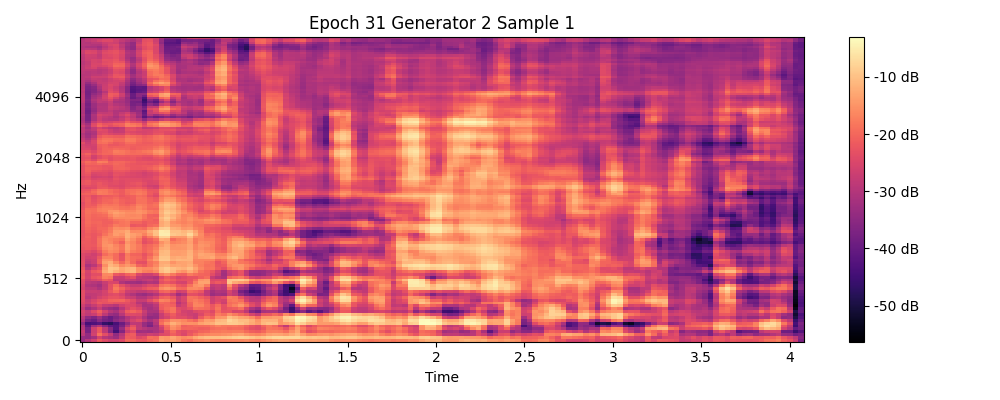 Epoch 31 Generator 2 Sample 1
Hz
4096
2048
1024
512
0
0 0.5 1 1.5 2 2.5 3 3.5 4
Time
-10 dB
-20 dB
-30 dB
-40 dB
-50 dB